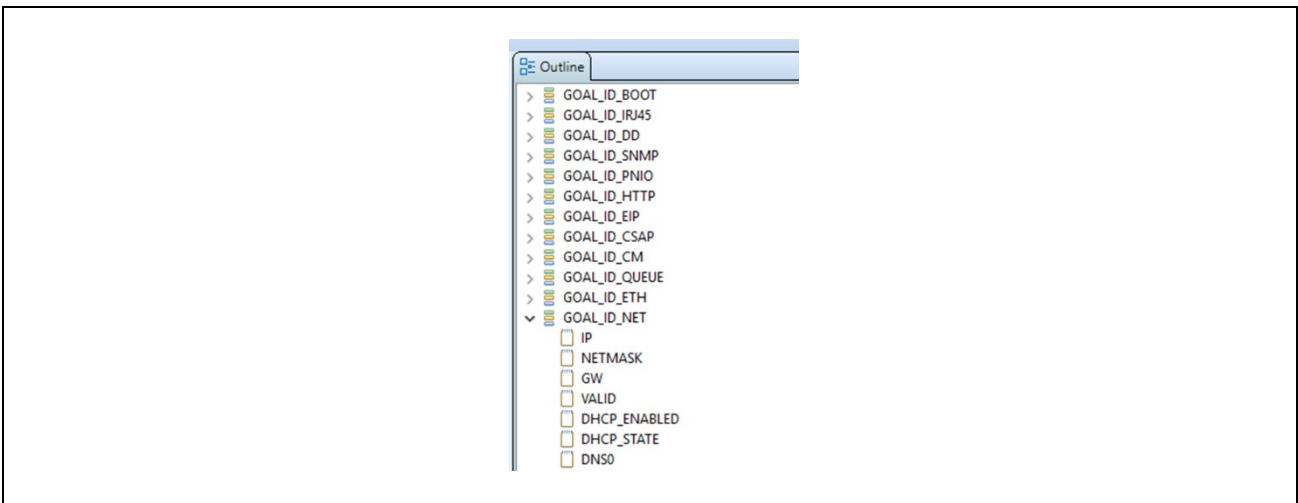 Outline
GOAL_ID_BOOT
GOAL_ID_IRJ45
GOAL_ID_DD
GOAL_ID_SNMP
GOAL_ID_PNIO
GOAL_ID_HTTP
GOAL_ID_EIP
GOAL_ID_CSAP
GOAL_ID_CM
GOAL_ID_QUEUE
GOAL_ID_ETH
GOAL_ID_NET
IP
NETMASK
GW
VALID
DHCP_ENABLED
DHCP_STATE
DNS0